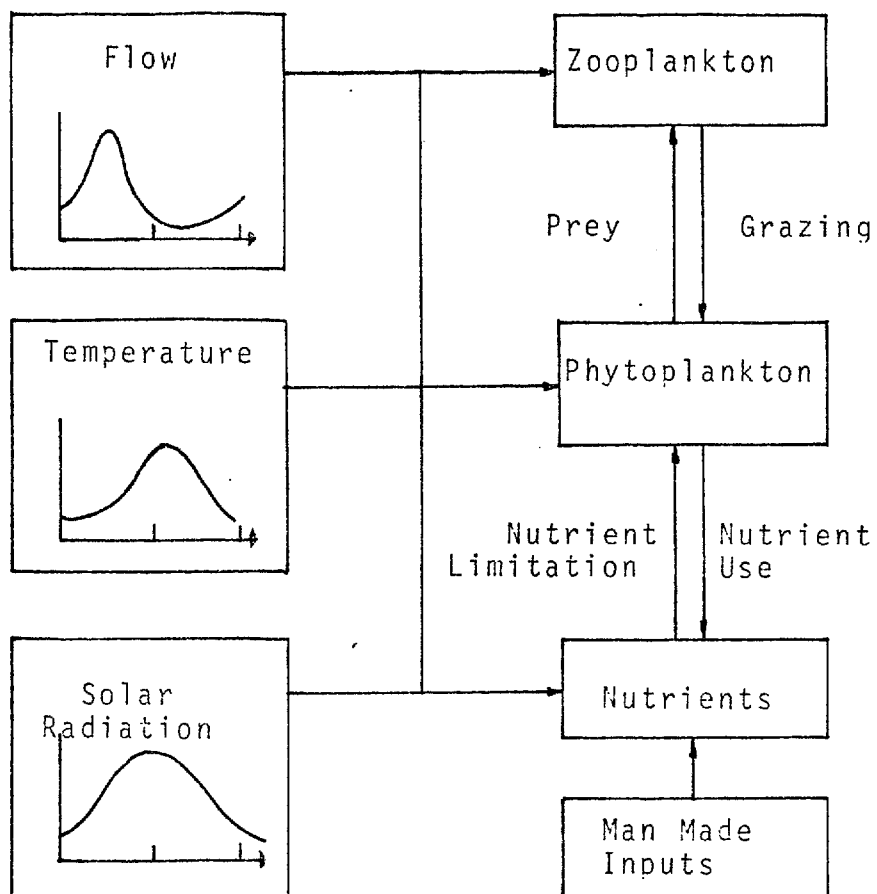 Flow
Zooplankton
Prey
Grazing
Temperature
Phytoplankton
Nutrient
Limitation
Nutrient
Use
Solar
Radiation
Nutrients
Man Made
Inputs